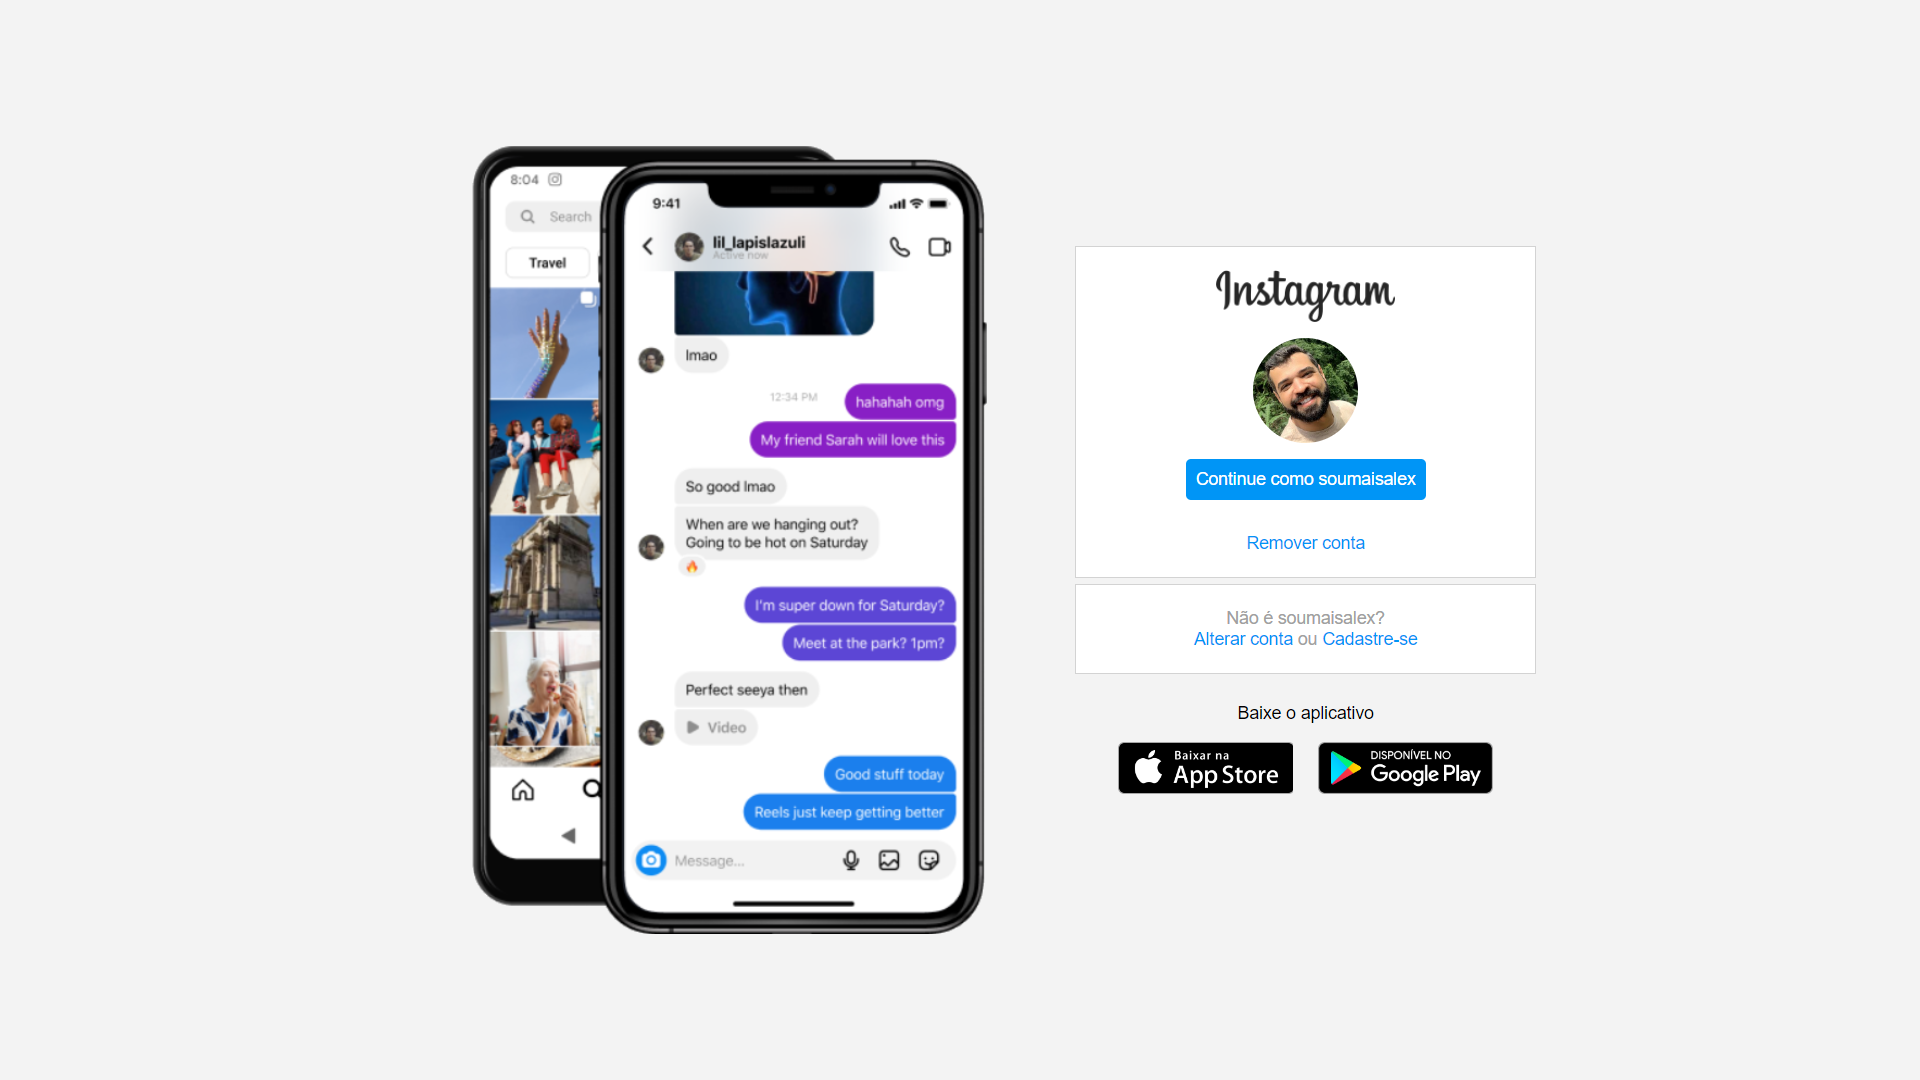 8:04
Search
Travel
9:41
lil_lapislazuli
Active now
lmao
12:34 PM
hahahah omg
My friend Sarah will love this
So good lmao
When are we hanging out?
Going to be hot on Saturday
I'm super down for Saturday?
Meet at the park? 1pm?
Perfect seeya then
Video
Good stuff today
Reels just keep getting better
Message...
Instagram
Continue como soumaisalex
Remover conta
Não é soumaisalex?
Alterar conta ou Cadastre-se
Baixe o aplicativo
Baixar na
App Store
DISPONÍVEL NO
Google Play